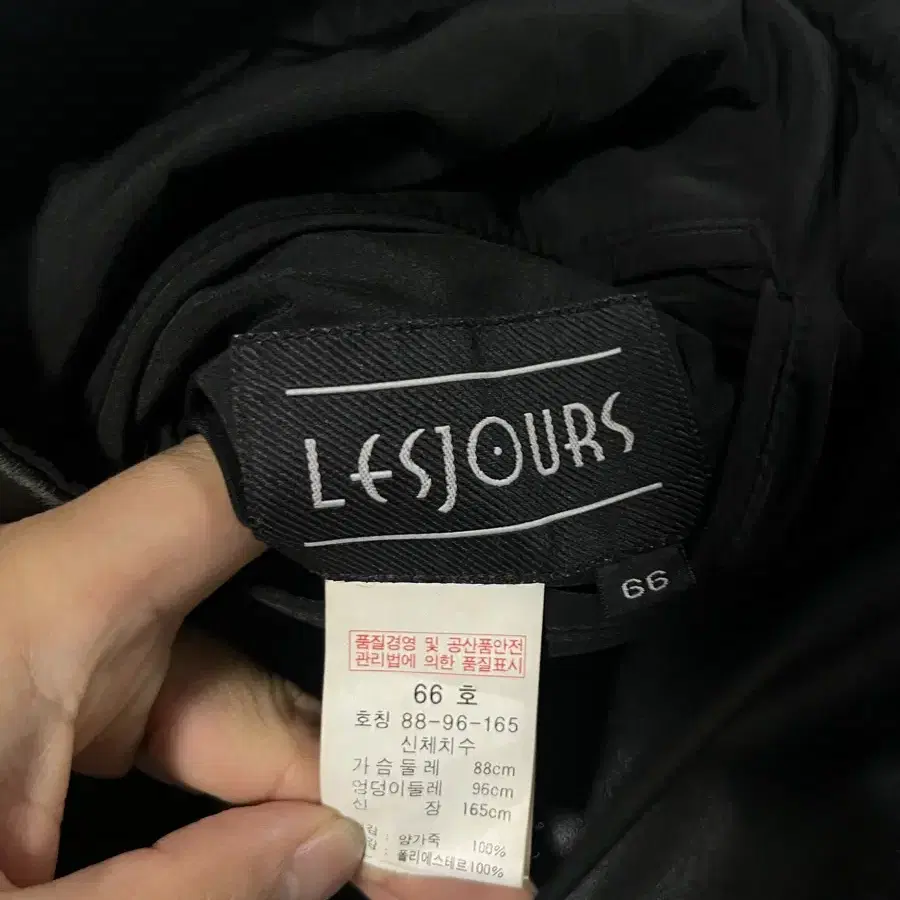 LESJOURS
66
품질경영 및 공산품안전
관리법에 의한 품질표시
66 호
호칭 88-96-165
신체치수
가슴둘레 88cm
엉덩이둘레 96cm
신 장 165cm
: 양가죽 100%
: 폴리에스테르100%